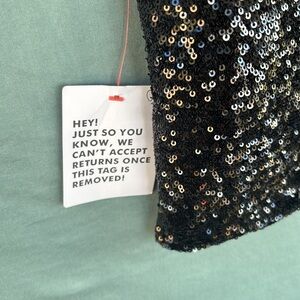 HEY!
JUST SO YOU
KNOW, WE
CAN'T ACCEPT
RETURNS ONCE
THIS TAG IS
REMOVED!